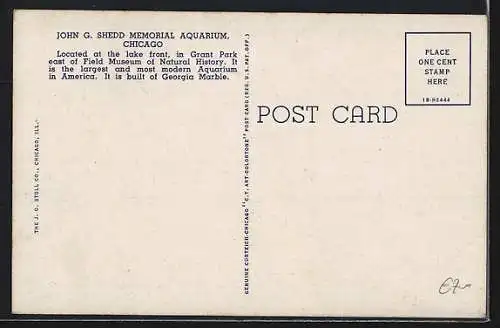 JOHN G. SHEDD MEMORIAL AQUARIUM,
CHICAGO
Located at the lake front, in Grant Park
east of Field Museum of Natural History. It
is the largest and most modern Aquarium
in America. It is built of Georgia Marble.
THE J. O. STOLL CO., CHICAGO, ILL.
GENUINE CURTEICH-CHICAGO "C.T. ART-COLORTONE" POST CARD (REG. U.S. PAT. OFF.)
POST CARD
PLACE
ONE CENT
STAMP
HERE
1B-H2444
€7